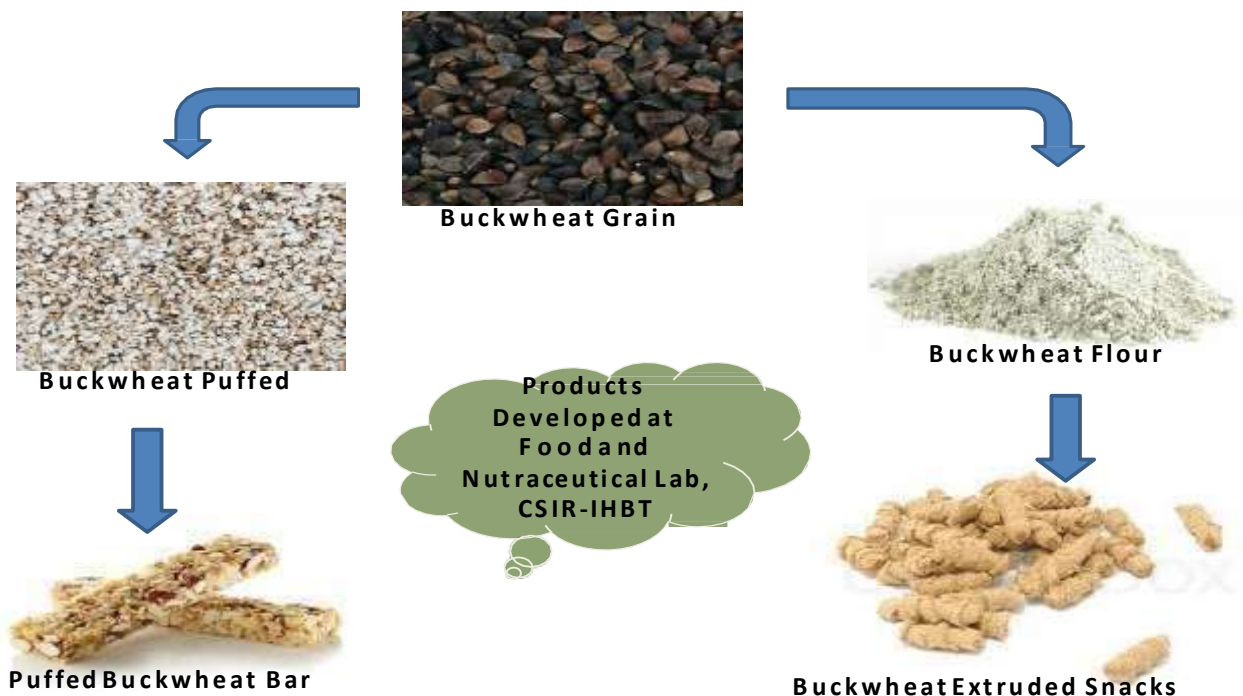 Buckwheat Grain
Buckwheat Puffed
Buckwheat Flour
Products
Developed at
Food and
Nutraceutical Lab,
CSIR-IHBT
Puffed Buckwheat Bar
Buckwheat Extruded Snacks